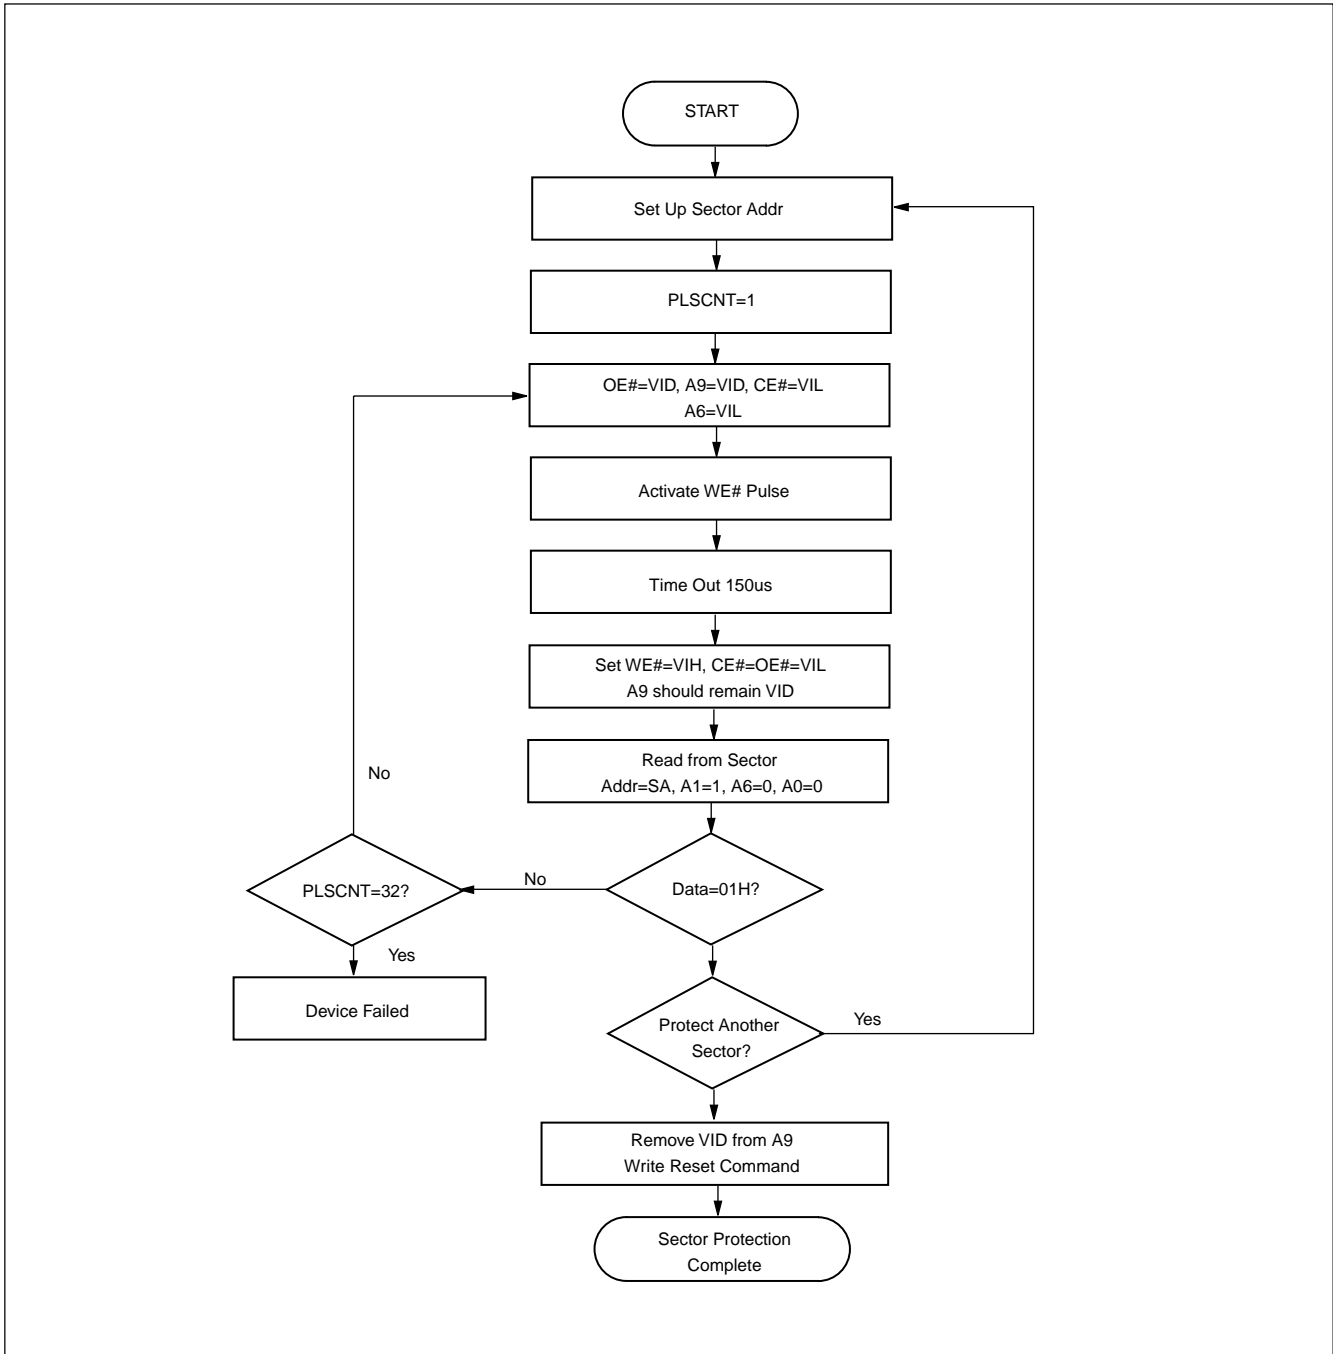 START
Set Up Sector Addr
PLSCNT=1
OE#=VID, A9=VID, CE#=VIL
A6=VIL
Activate WE# Pulse
Time Out 150us
Set WE#=VIH, CE#=OE#=VIL
A9 should remain VID
Read from Sector
Addr=SA, A1=1, A6=0, A0=0
No
PLSCNT=32?
No
Data=01H?
Yes
Device Failed
Protect Another
Sector?
Yes
Remove VID from A9
Write Reset Command
Sector Protection
Complete